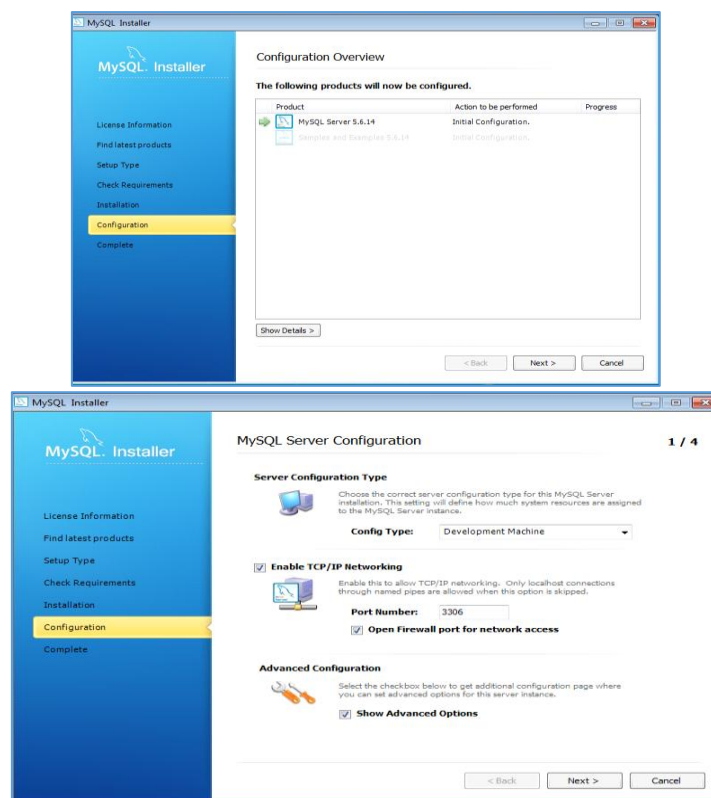 MySQL Installer
MySQL. Installer
Configuration Overview
The following products will now be configured.
Product Action to be performed Progress
MySQL Server 5.6.14 Initial Configuration.
Samples and Examples 5.6.14 Initial Configuration.
License Information
Find latest products
Setup Type
Check Requirements
Installation
Configuration
Complete
Show Details >
< Back Next > Cancel
MySQL Installer
MySQL. Installer
MySQL Server Configuration 1 / 4
License Information
Find latest products
Setup Type
Check Requirements
Installation
Configuration
Complete
Server Configuration Type
Choose the correct server configuration type for this MySQL Server
installation. This setting will define how much system resources are assigned
to the MySQL Server instance.
Config Type: Development Machine
Enable TCP/IP Networking
Enable this to allow TCP/IP networking. Only localhost connections
through named pipes are allowed when this option is skipped.
Port Number: 3306
Open Firewall port for network access
Advanced Configuration
Select the checkbox below to get additional configuration page where
you can set advanced options for this server instance.
Show Advanced Options
< Back Next > Cancel